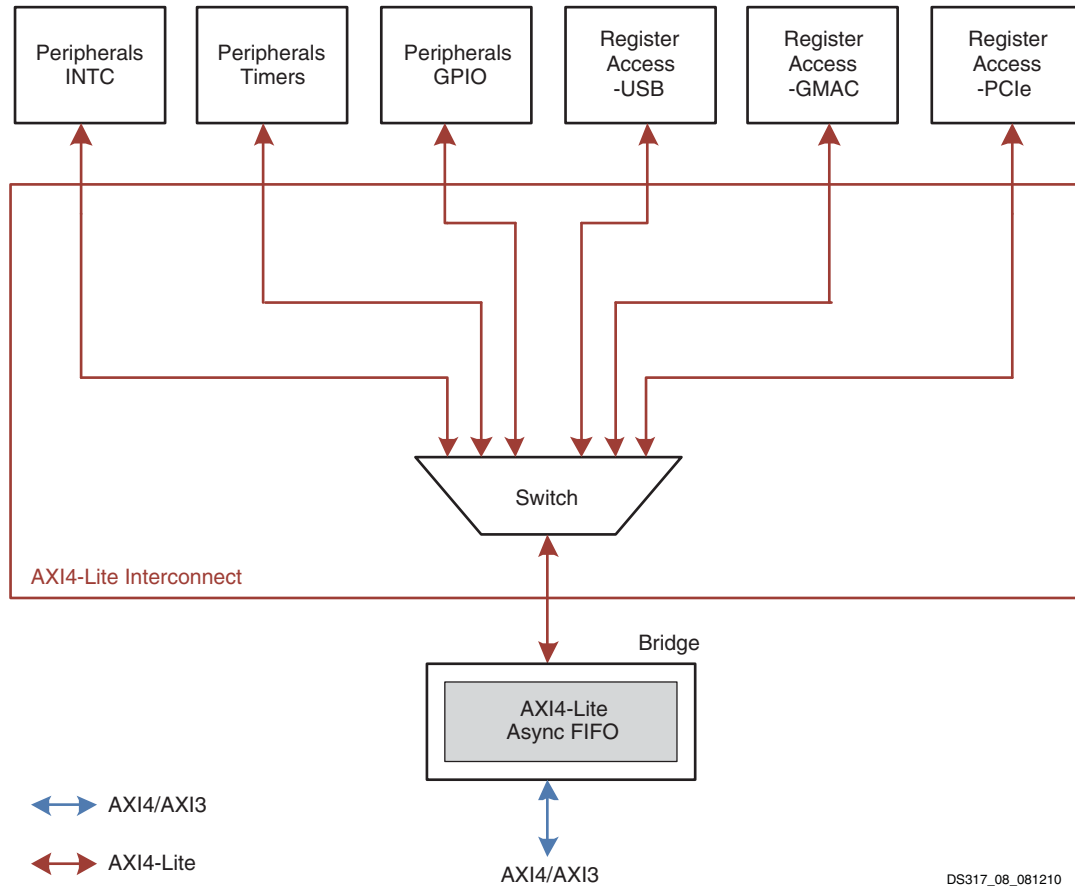 Peripherals
INTC
Peripherals
Timers
Peripherals
GPIO
Register
Access
-USB
Register
Access
-GMAC
Register
Access
-PCIe
Switch
AXI4-Lite Interconnect
Bridge
AXI4-Lite
Async FIFO
AXI4/AXI3
AXI4-Lite
AXI4/AXI3
DS317_08_081210